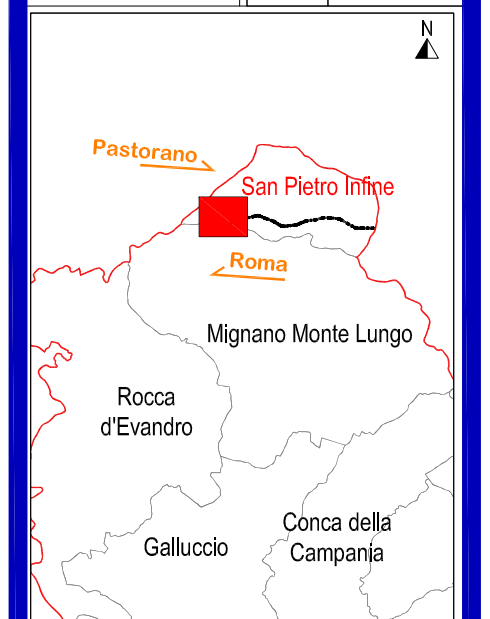 N
Pastorano
San Pietro Infine
Roma
Mignano Monte Lungo
Rocca
d'Evandro
Conca della
Campania
Galluccio